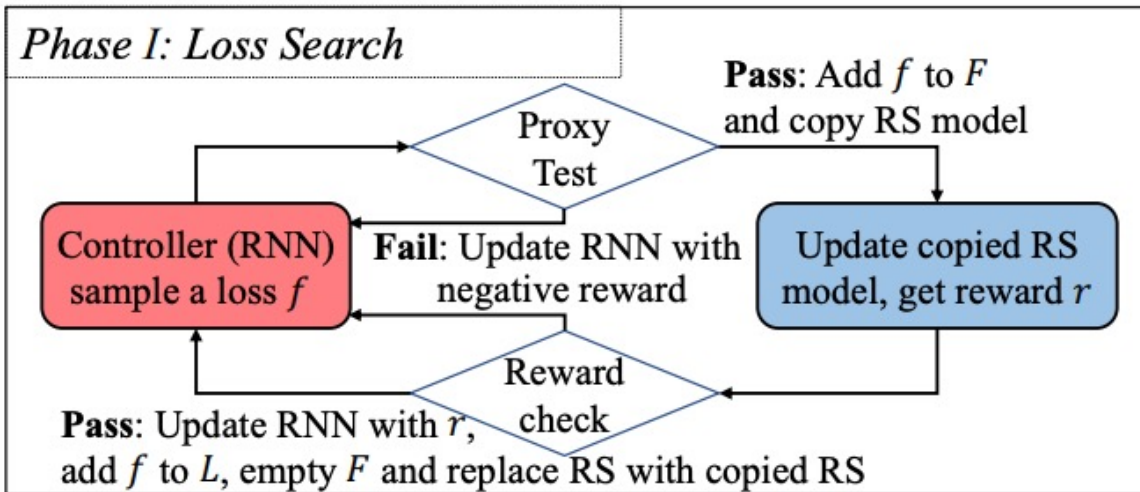 Phase I: Loss Search
Pass: Add f to F
and copy RS model
Proxy
Test
Controller (RNN)
sample a loss f
Fail: Update RNN with
negative reward
Update copied RS
model, get reward r
Reward
check
Pass: Update RNN with r,
add f to L, empty F and replace RS with copied RS